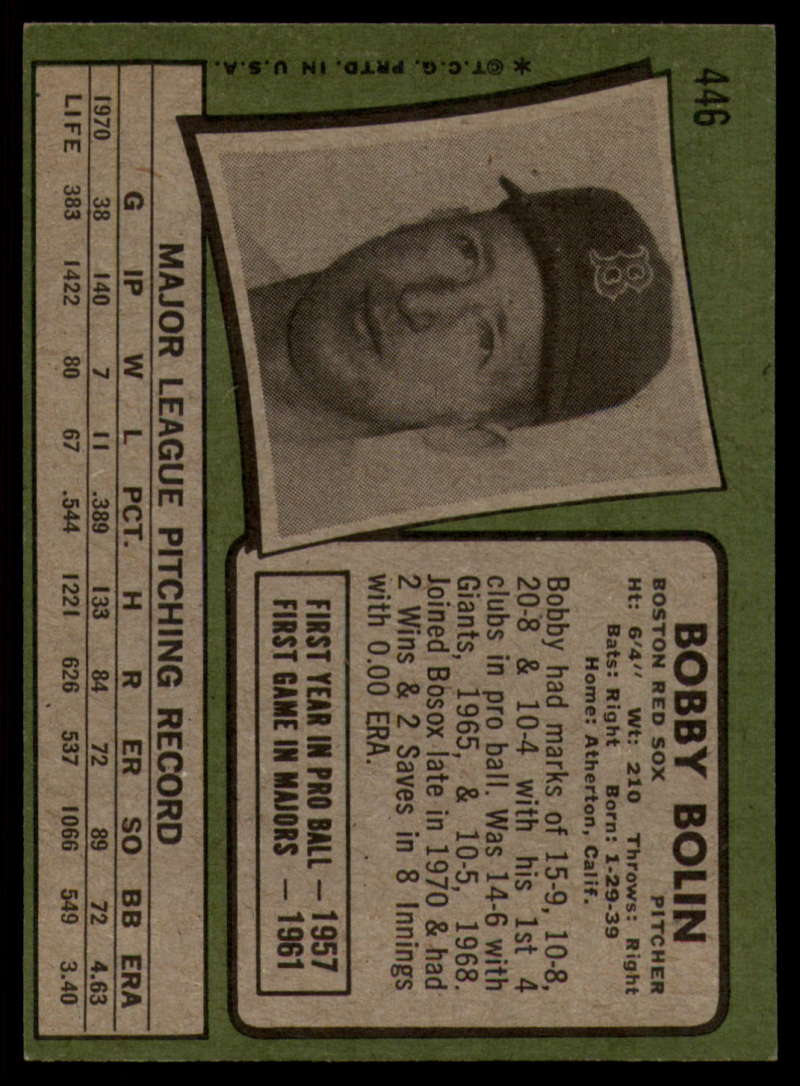 446
BOBBY BOLIN
BOSTON RED SOX PITCHER
Ht: 6'4" Wt: 210 Throws: Right
Bats: Right Born: 1-29-39
Home: Atherton, Calif.
Bobby had marks of 15-9, 10-8,
20-8 & 10-4 with his 1st 4
clubs in pro ball. Was 14-6 with
Giants, 1965, & 10-5, 1968.
Joined Bosox late in 1970 & had
2 Wins & 2 Saves in 8 Innings
with 0.00 ERA.
FIRST YEAR IN PRO BALL — 1957
FIRST GAME IN MAJORS — 1961
B
*©T.C.G. PRTD. IN U.S.A.
MAJOR LEAGUE PITCHING RECORD
G IP W L PCT. H R ER SO BB ERA
1970 38 140 7 11 .389 133 84 72 89 72 4.63
LIFE 383 1422 80 67 .544 1221 626 537 1066 549 3.40